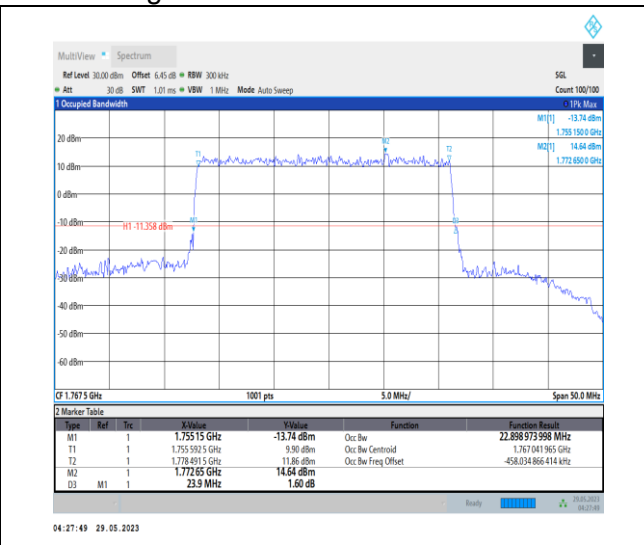 MultiView Spectrum
Ref Level 30.00 dBm Offset 6.45 dB RBW 300 kHz SGL
Att 30 dB SWT 1.01 ms VBW 1 MHz Mode Auto Sweep Count 100/100
1 Occupied Bandwidth 1Pk Max
M1[1] -13.74 dBm
1.755 150 0 GHz
M2[1] 14.64 dBm
1.772 650 0 GHz
20 dBm
M2
T1
T2
10 dBm
0 dBm
-10 dBm
H1 -11.358 dBm
M1
D3
-20 dBm
-30 dBm
-40 dBm
-50 dBm
-60 dBm
CF 1.767 5 GHz 1001 pts 5.0 MHz/ Span 50.0 MHz
2 Marker Table
Type Ref Trc X-Value Y-Value Function Function Result
M1 1 1.755 15 GHz -13.74 dBm Occ Bw 22.898 973 998 MHz
T1 1 1.755 592 5 GHz 9.90 dBm Occ Bw Centroid 1.767 041 965 GHz
T2 1 1.778 491 5 GHz 11.86 dBm Occ Bw Freq Offset -458.034 866 414 kHz
M2 1 1.772 65 GHz 14.64 dBm
D3 M1 1 23.9 MHz 1.60 dB
Ready 29.05.2023
04:27:49
04:27:49 29.05.2023